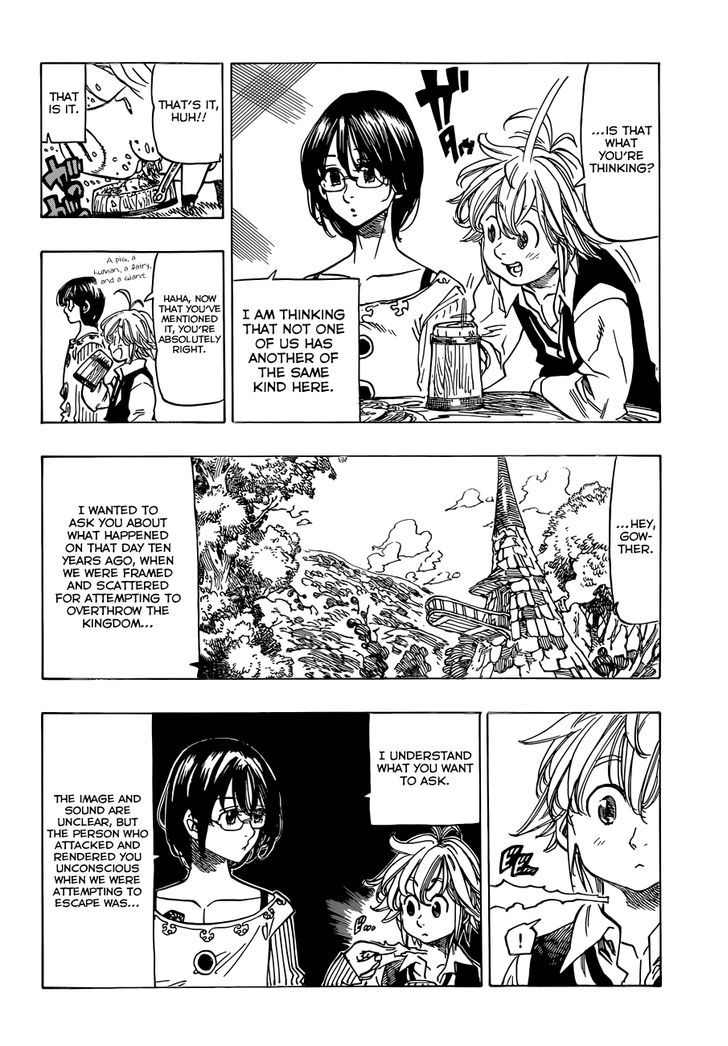 ...IS THAT
WHAT
YOU'RE
THINKING?
ガタ
I AM THINKING
THAT NOT ONE
OF US HAS
ANOTHER OF
THE SAME
KIND HERE.
THAT'S IT,
HUH!!
THAT
IS IT.
HAHA, NOW
THAT YOU'VE
MENTIONED
IT, YOU'RE
ABSOLUTELY
RIGHT.
A pig, a
human, a fairy,
and a giant
...HEY,
GOW-
THER.
I WANTED TO
ASK YOU ABOUT
WHAT HAPPENED
ON THAT DAY TEN
YEARS AGO, WHEN
WE WERE FRAMED
AND SCATTERED
FOR ATTEMPTING TO
OVERTHROW THE
KINGDOM...
!
I UNDERSTAND
WHAT YOU WANT
TO ASK.
THE IMAGE AND
SOUND ARE
UNCLEAR, BUT
THE PERSON WHO
ATTACKED AND
RENDERED YOU
UNCONSCIOUS
WHEN WE WERE
ATTEMPTING TO
ESCAPE WAS...